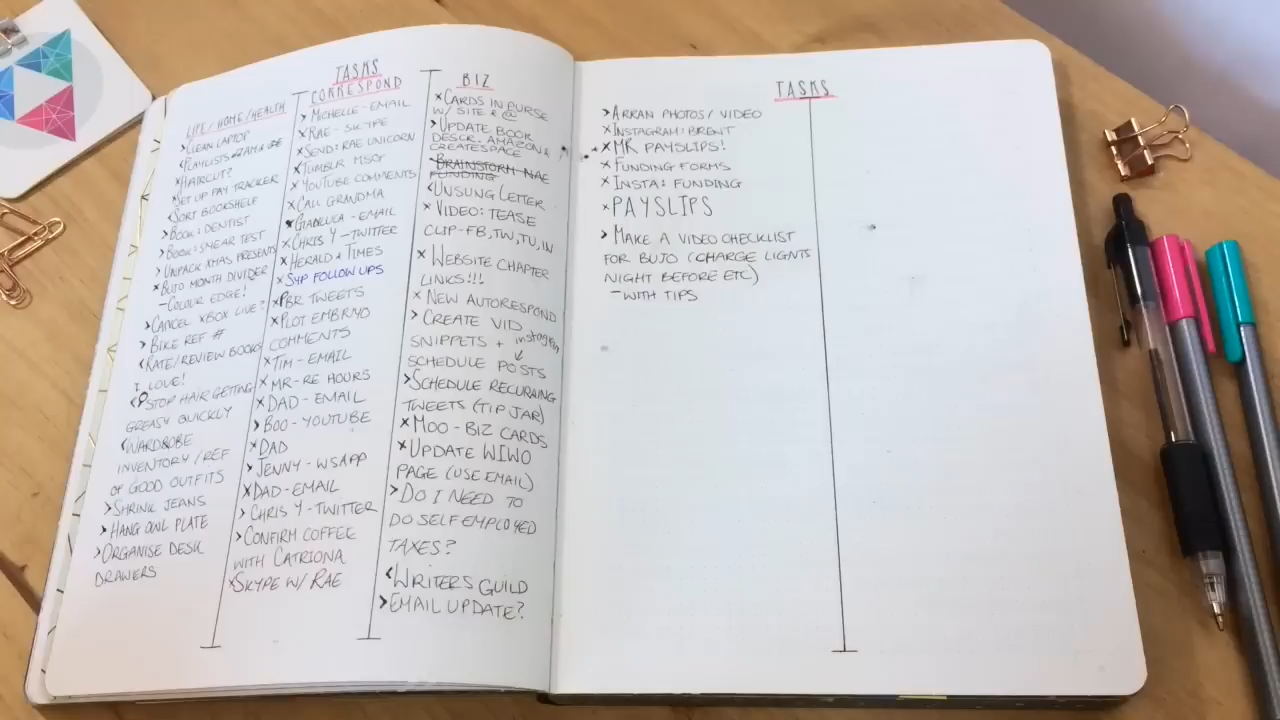 TASKS
LIFE/HOME/HEALTH
>CLEAN LAPTOP
<PLAYLISTS
×HAIRCUT?
×SET UP PAY TRACKER
<SORT BOOKSHELF
>BOOK: DENTIST
>BOOK: SMEAR TEST
>UNPACK XMAS PRESENTS
×BUJO MONTH DIVIDER
-COLOUR EDGE!
>CANCEL XBOX LIVE?
>BIKE REF #
<RATE/REVIEW BOOKS
I LOVE!
STOP HAIR GETTING
GREASY QUICKLY
<WARDROBE
INVENTORY/REF
OF GOOD OUTFITS
>SHRINK JEANS
>HANG OWL PLATE
>ORGANISE DESK
DRAWERS
CORRESPOND
>MICHELLE-EMAIL
×RAE-SKYPE
×SEND: RAE UNICORN
×TUMBLR MSG
×YOUTUBE COMMENTS
×CALL GRANDMA
GIANLUCA-EMAIL
×CHRIS Y-TWITTER
>HERALD & TIMES
×SYP FOLLOW UPS
×PBR TWEETS
×PLOT EMBRYO
COMMENTS
×TIM-EMAIL
×MR-RE HOURS
×DAD-EMAIL
>BOO-YOUTUBE
×DAD
>JENNY-WSAPP
×DAD-EMAIL
>CHRIS Y-TWITTER
>CONFIRM COFFEE
WITH CATRIONA
×SKYPE W/ RAE
BIZ
×CARDS IN PURSE
W/ SITE & @
>UPDATE BOOK
DESCR. AMAZON &
CREATESPACE
BRAINSTORM NAE
FUNDING
<UNSUNG LETTER
×VIDEO: TEASE
CLIP-FB,TW,TU,IN
×WEBSITE CHAPTER
LINKS!!!
×NEW AUTORESPOND
>CREATE VID
SNIPPETS + instagram
SCHEDULE POSTS
>SCHEDULE RECURRING
TWEETS (TIP JAR)
×MOO-BIZ CARDS
×UPDATE WIWO
PAGE (USE EMAIL)
>DO I NEED TO
DO SELF EMPLOYED
TAXES?
<WRITERS GUILD
>EMAIL UPDATE?
TASKS
>ARRAN PHOTOS/VIDEO
×INSTAGRAM: BRENT
×MR PAYSLIPS!
×FUNDING FORMS
×INSTA: FUNDING
×PAYSLIPS
>MAKE A VIDEO CHECKLIST
FOR BUJO (CHARGE LIGHTS
NIGHT BEFORE ETC)
-WITH TIPS